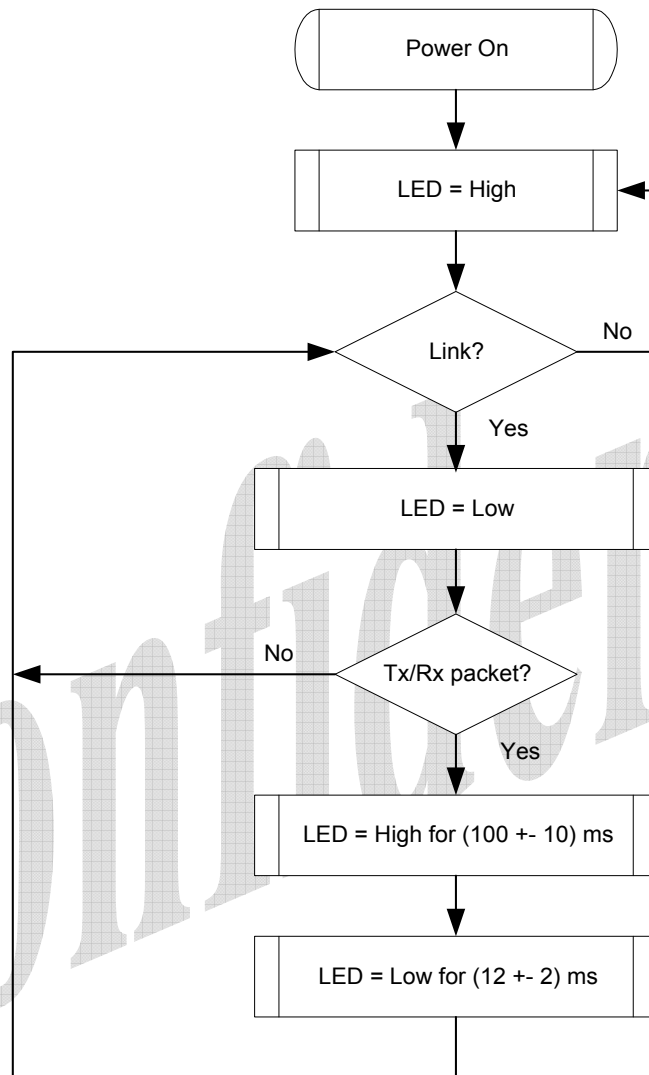 Power On
LED = High
Link?
No
Yes
LED = Low
No
Tx/Rx packet?
Yes
LED = High for (100 +- 10) ms
LED = Low for (12 +- 2) ms
onfiden